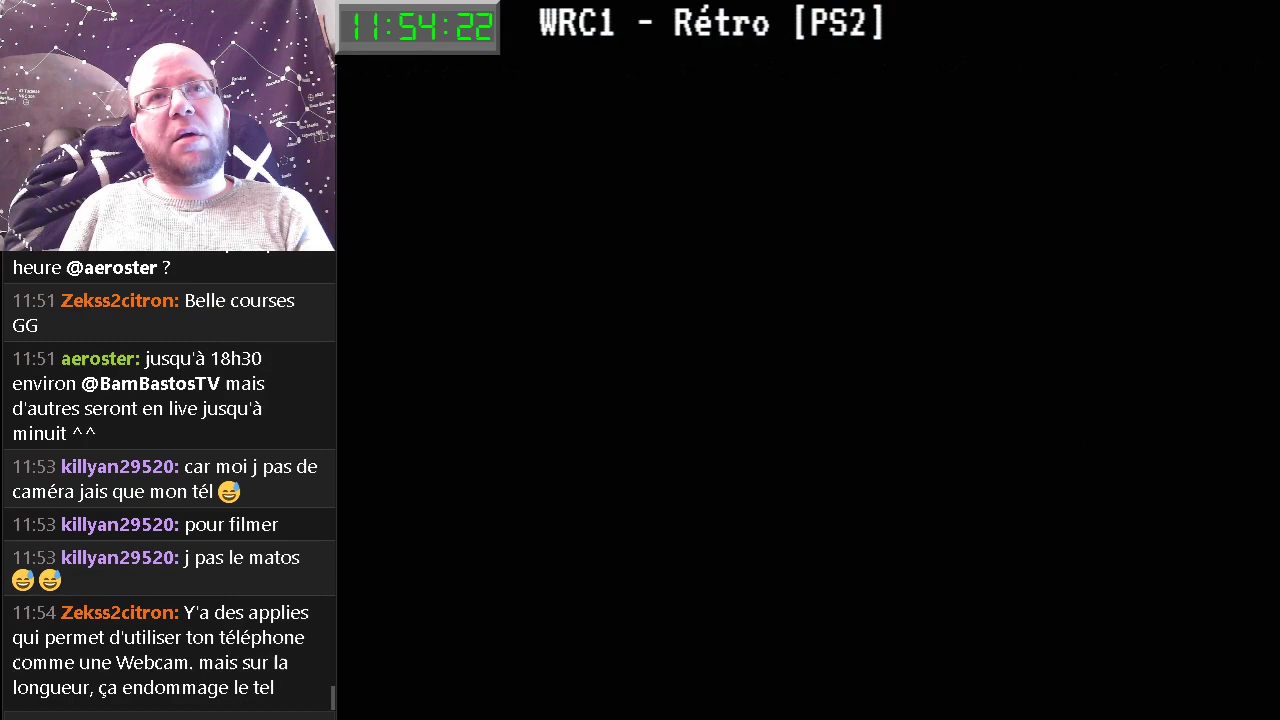 11:54:22
WRC1 - Rétro [PS2]
heure @aeroster ?
11:51 Zekss2citron: Belle courses
GG
11:51 aeroster: jusqu'à 18h30
environ @BamBastosTV mais
d'autres seront en live jusqu'à
minuit ^^
11:53 killyan29520: car moi j pas de
caméra jais que mon tél 😅
11:53 killyan29520: pour filmer
11:53 killyan29520: j pas le matos
😅😅
11:54 Zekss2citron: Y'a des applies
qui permet d'utiliser ton téléphone
comme une Webcam. mais sur la
longueur, ça endommage le tel